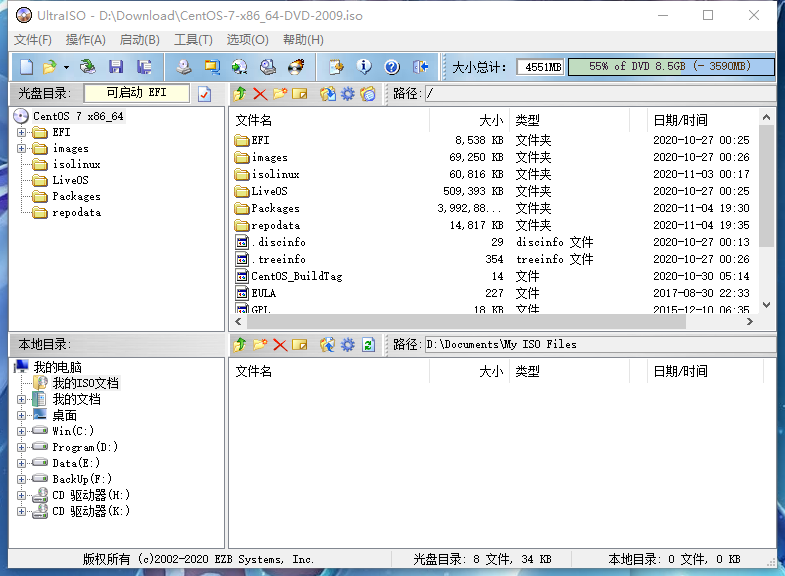 UltraISO - D:\Download\CentOS-7-x86_64-DVD-2009.iso
文件(F) 操作(A) 启动(B) 工具(T) 选项(O) 帮助(H)
大小总计: 4551MB 55% of DVD 8.5GB (- 3590MB)
光盘目录: 可启动 EFI 路径: /
CentOS 7 x86_64
EFI
images
isolinux
LiveOS
Packages
repodata
文件名 大小 类型 日期/时间
EFI 8,538 KB 文件夹 2020-10-27 00:25
images 69,250 KB 文件夹 2020-10-27 00:26
isolinux 60,816 KB 文件夹 2020-11-03 00:17
LiveOS 509,393 KB 文件夹 2020-10-27 00:25
Packages 3,992,88... 文件夹 2020-11-04 19:30
repodata 14,817 KB 文件夹 2020-11-04 19:35
.discinfo 29 discinfo 文件 2020-10-27 00:13
.treeinfo 354 treeinfo 文件 2020-10-27 00:26
CentOS_BuildTag 14 文件 2020-10-30 05:14
EULA 227 文件 2017-08-30 22:33
GPL 18 KB 文件 2015-12-10 06:35
本地目录: 路径: D:\Documents\My ISO Files
我的电脑
我的ISO文档
我的文档
桌面
Win(C:)
Program(D:)
Data(E:)
BackUp(F:)
CD 驱动器(H:)
CD 驱动器(K:)
文件名 大小 类型 日期/时间
版权所有 (c)2002-2020 EZB Systems, Inc. 光盘目录: 8 文件, 34 KB 本地目录: 0 文件, 0 KB